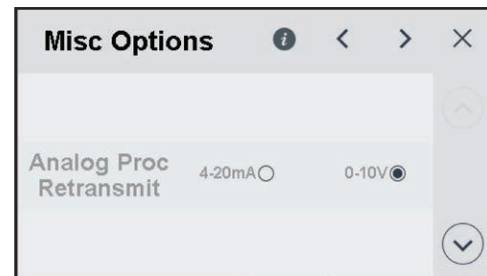 Misc Options
Analog Proc
Retransmit
4-20mA
0-10V